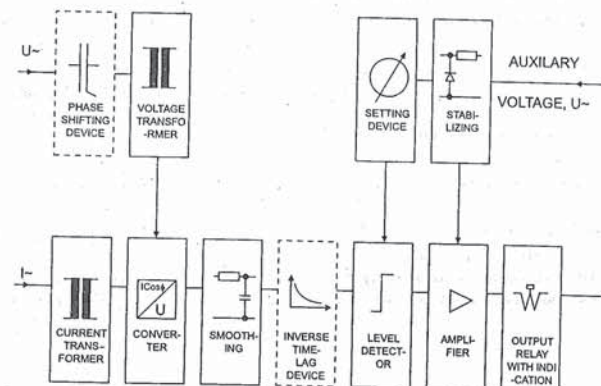 U~
PHASE
SHIFTING
DEVICE
VOLTAGE
TRANSFO-
-RMER
SETTING
DEVICE
STABI-
LIZING
AUXILARY
VOLTAGE, U~
I~
CURRENT
TRANS-
FORMER
ICosɸ
U
CONVER-
-TER
SMOOTH-
-ING
INVERSE
TIME-
LAG
DEVICE
LEVEL
DETECT-
OR
AMPLI-
-FIER
OUTPUT
RELAY
WITH INDI
-CATION